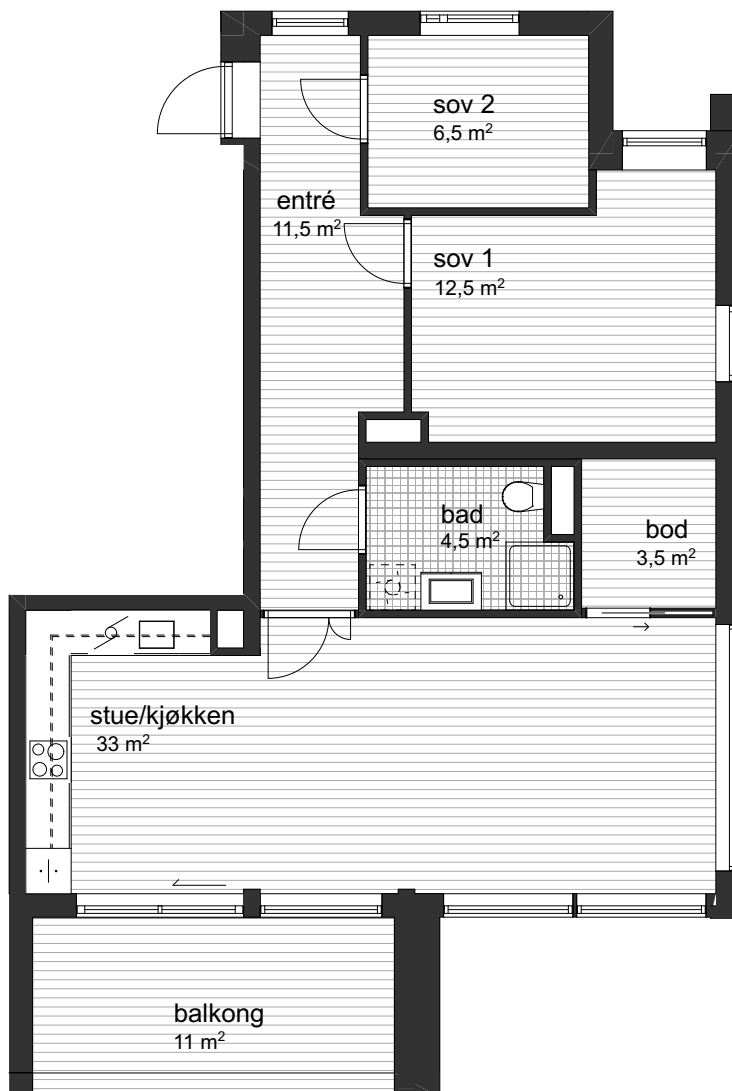 sov 2
6,5 m²
entré
11,5 m²
sov 1
12,5 m²
bad
4,5 m²
bod
3,5 m²
stue/kjøkken
33 m²
balkong
11 m²